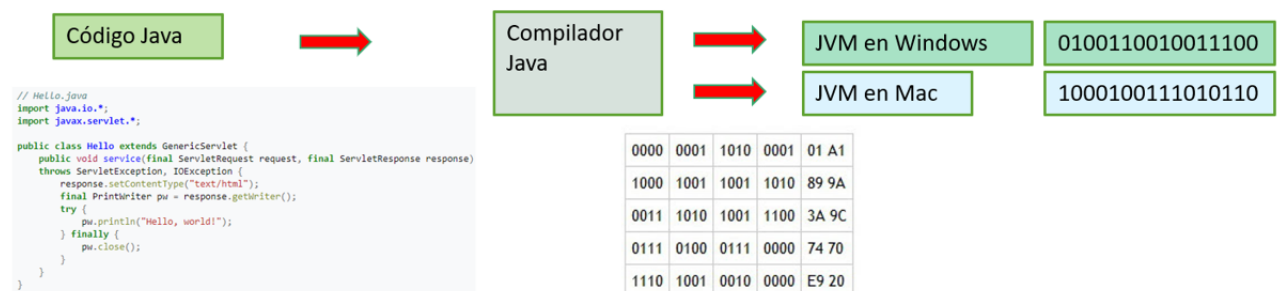 Código Java
Compilador
Java
JVM en Windows
0100110010011100
JVM en Mac
1000100111010110
// Hello.java
import java.io.*;
import javax.servlet.*;
public class Hello extends GenericServlet {
public void service(final ServletRequest request, final ServletResponse response)
throws ServletException, IOException {
response.setContentType("text/html");
final PrintWriter pw = response.getWriter();
try {
pw.println("Hello, world!");
} finally {
pw.close();
}
}
}
0000 0001 1010 0001 01 A1
1000 1001 1001 1010 89 9A
0011 1010 1001 1100 3A 9C
0111 0100 0111 0000 74 70
1110 1001 0010 0000 E9 20